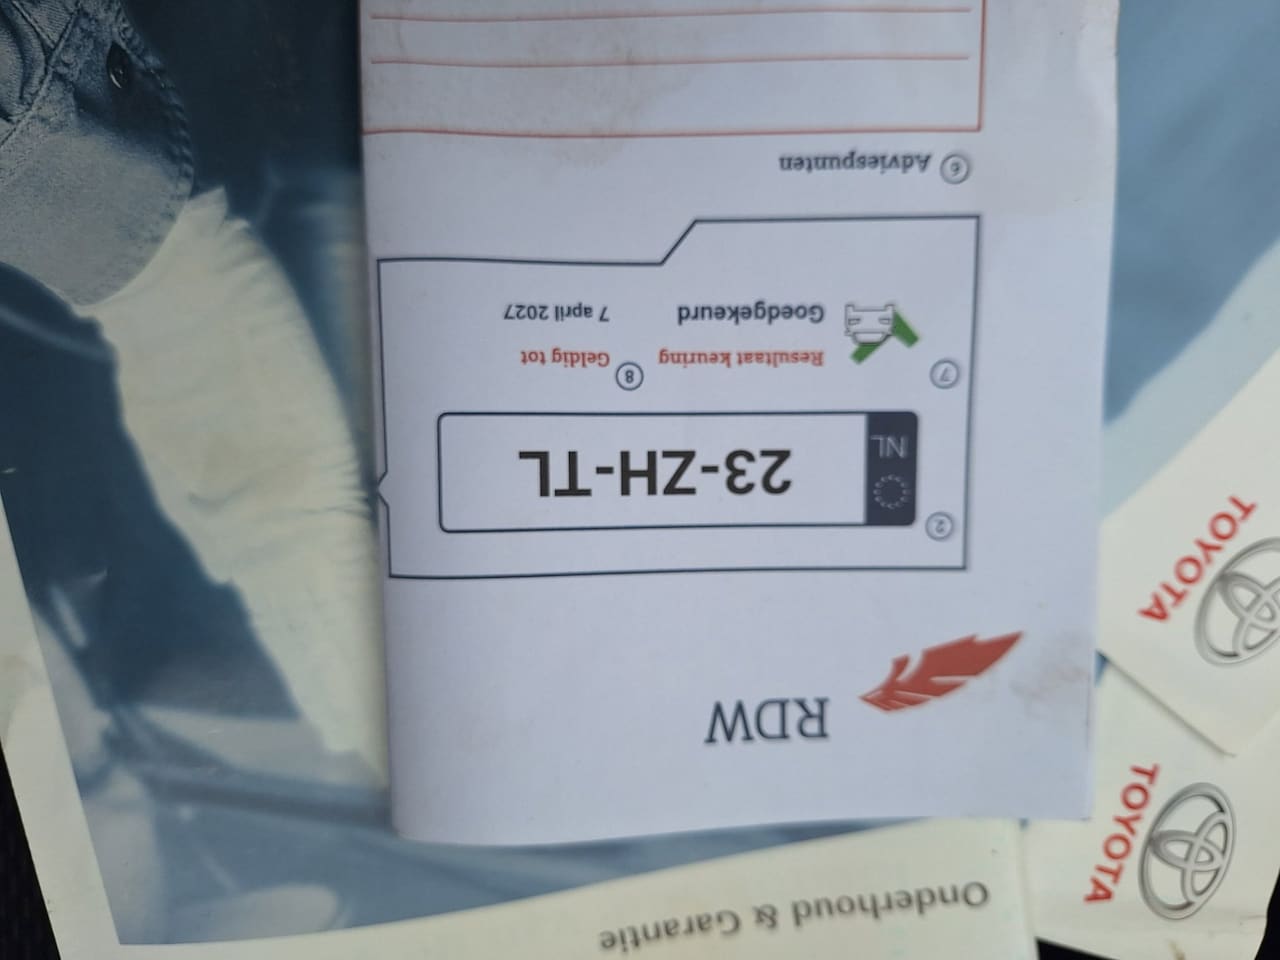 RDW
2
NL
23-ZH-TL
7 Resultaat keuring
Goedgekeurd
8 Geldig tot
7 april 2027
6 Adviespunten
Onderhoud & Garantie
TOYOTA
TOYOTA